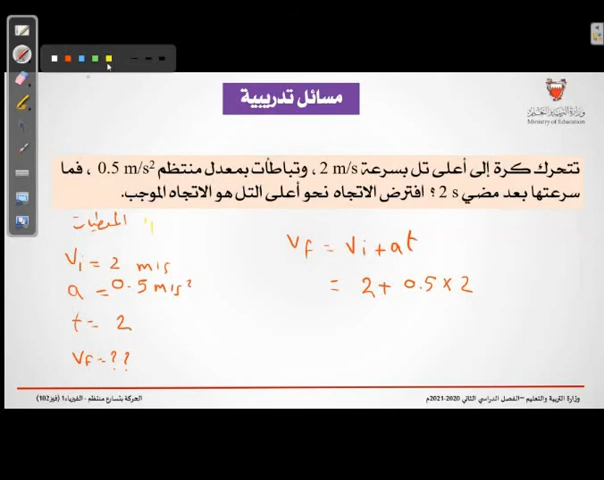 مسائل تدريبية
وزارة التربية والتعليم
Ministry of Education
تتحرك كرة إلى أعلى تل بسرعة 2 m/s ، وتباطأت بمعدل منتظم 0.5 m/s² ، فما
سرعتها بعد مضي 2 s ؟ افترض الاتجاه نحو أعلى التل هو الاتجاه الموجب.
المعطيات
Vi = 2 m/s
a = 0.5 m/s²
t = 2
Vf = ??
Vf = Vi + at
= 2 + 0.5 × 2
وزارة التربية والتعليم –الفصل الدراسي الثاني 2020-2021م
الحركة بتسارع منتظم - الفيزياء1 (فيز102)